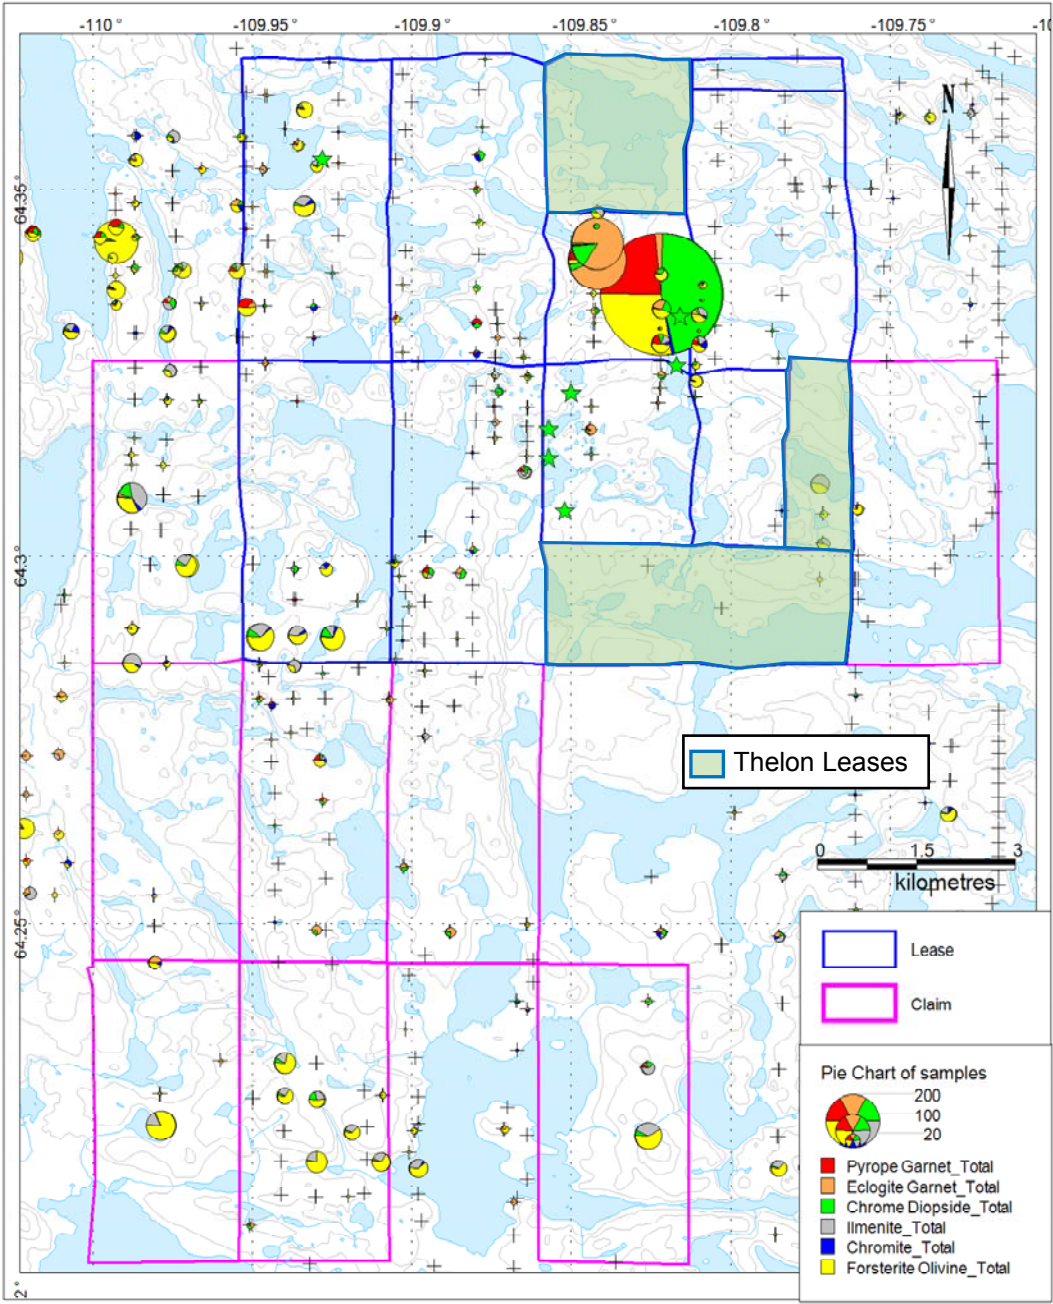 -110 °
-109.95
-109.9
-109.85
-109.8 °
-109.75 °
N
64.35 °
64.3 °
64.25 °
2 °
Thelon Leases
0 1.5 3
kilometres
Lease
Claim
Pie Chart of samples
200
100
20
Pyrope Garnet_Total
Eclogite Garnet_Total
Chrome Diopside_Total
Ilmenite_Total
Chromite_Total
Forsterite Olivine_Total